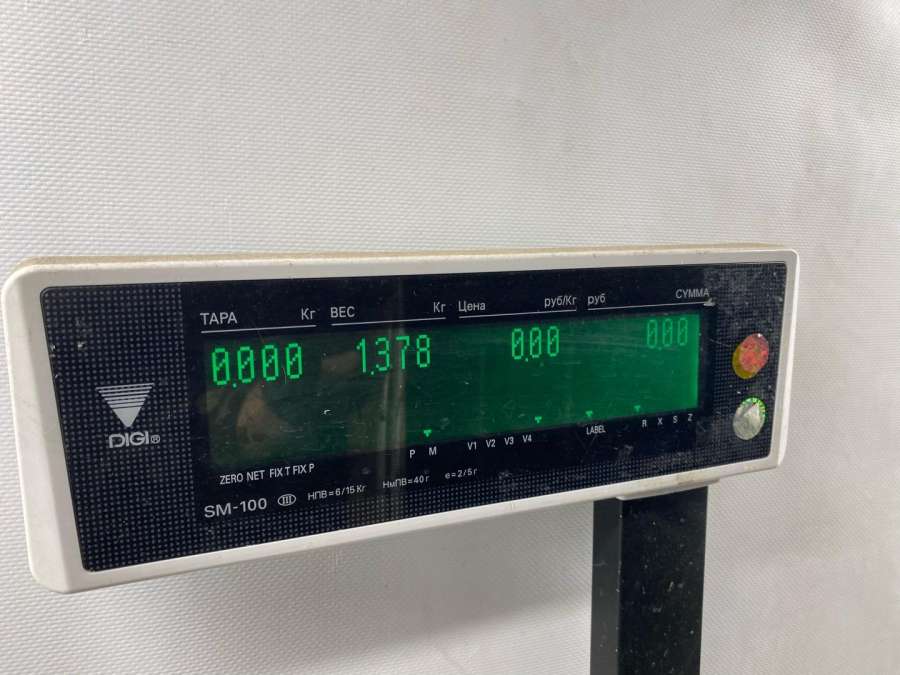 ТАРА Кг ВЕС Кг Цена руб/Кг руб СУММА
0.000 1.378 0.00 0.00
DIGI®
P M V1 V2 V3 V4 LABEL R X S Z
ZERO NET FIX T FIX P
SM-100 III НПВ=6/15 Кг НмПВ=40 г e=2/5 г